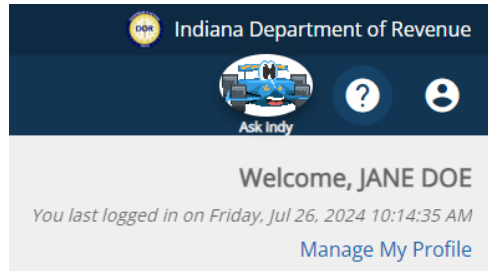 DOR
Indiana Department of Revenue
Ask Indy
?
Welcome, JANE DOE
You last logged in on Friday, Jul 26, 2024 10:14:35 AM
Manage My Profile